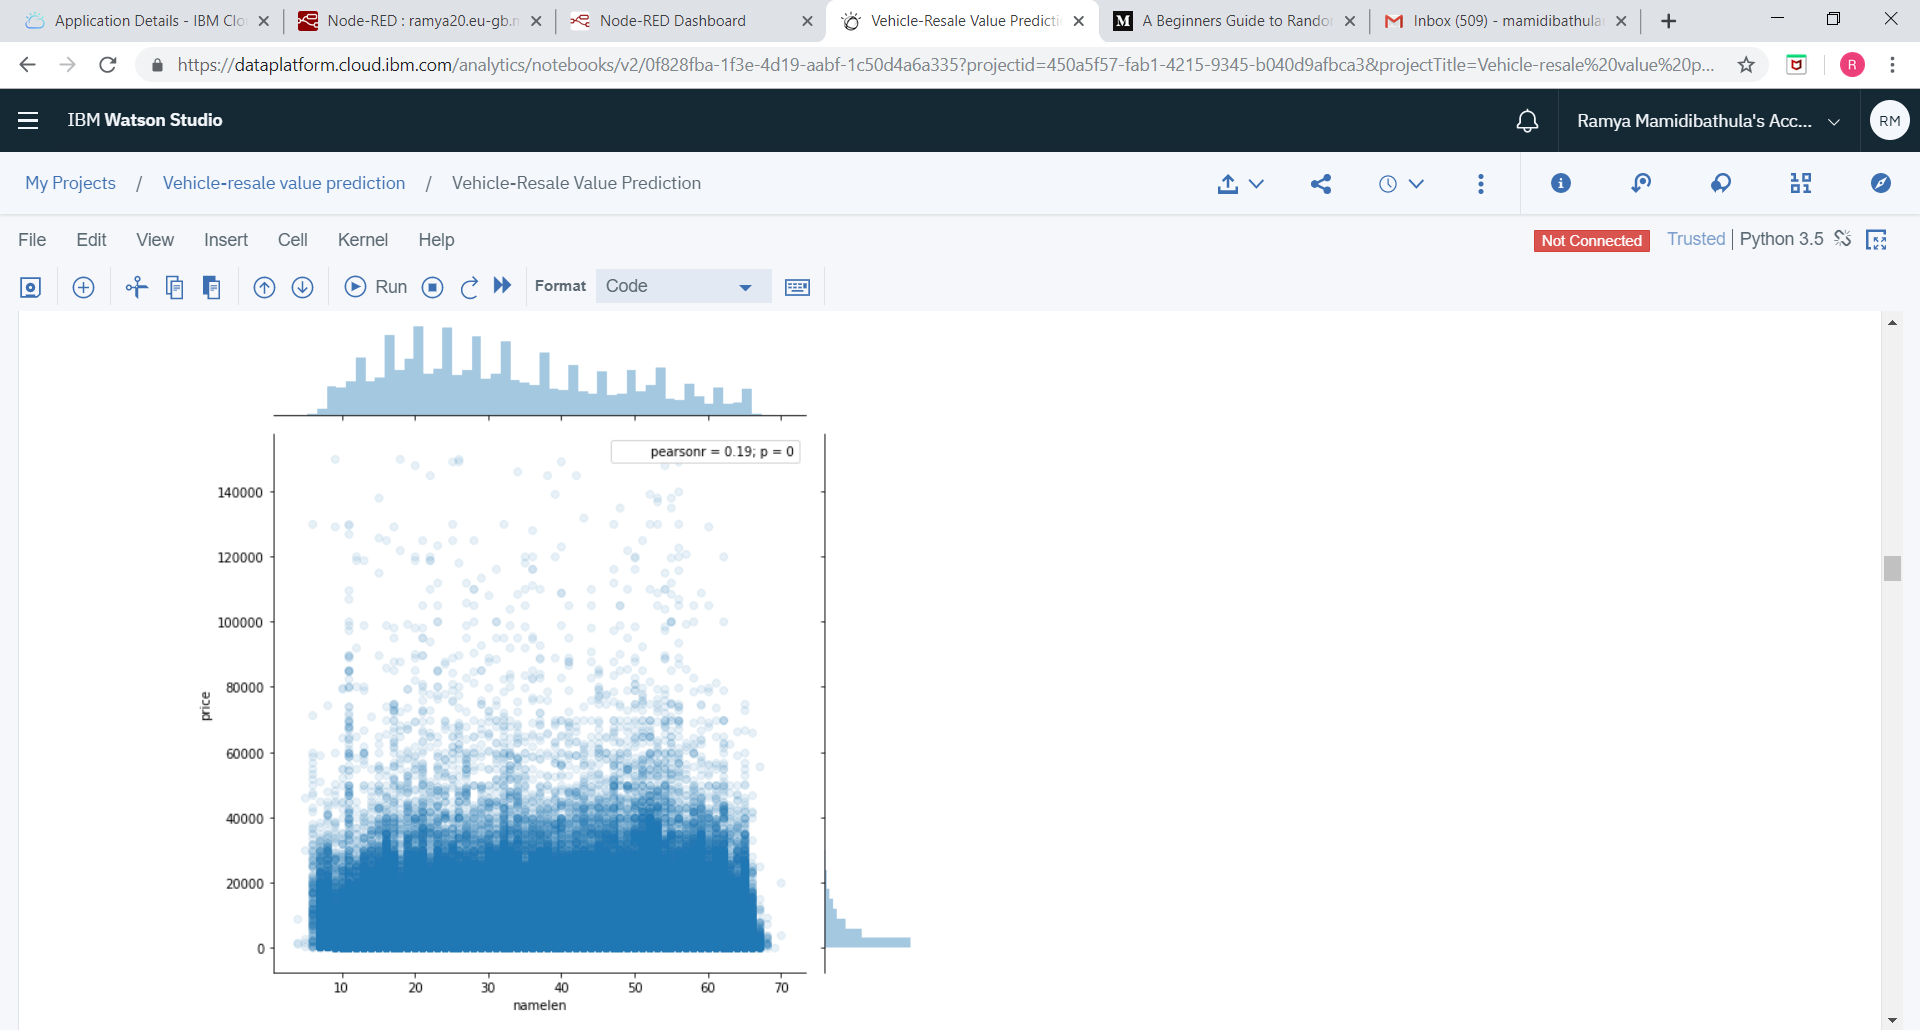 Application Details - IBM Clo
Node-RED : ramya20.eu-gb.m
Node-RED Dashboard
Vehicle-Resale Value Predicti
A Beginners Guide to Rando
Inbox (509) - mamidibathula
https://dataplatform.cloud.ibm.com/analytics/notebooks/v2/0f828fba-1f3e-4d19-aabf-1c50d4a6a335?projectid=450a5f57-fab1-4215-9345-b040d9afbca3&projectTitle=Vehicle-resale%20value%20p...
R
IBM Watson Studio
Ramya Mamidibathula's Acc...
RM
My Projects / Vehicle-resale value prediction / Vehicle-Resale Value Prediction
File Edit View Insert Cell Kernel Help
Not Connected
Trusted
Python 3.5
Run
Format
Code
pearsonr = 0.19; p = 0
140000
120000
100000
80000
60000
40000
20000
0
price
10 20 30 40 50 60 70
namelen